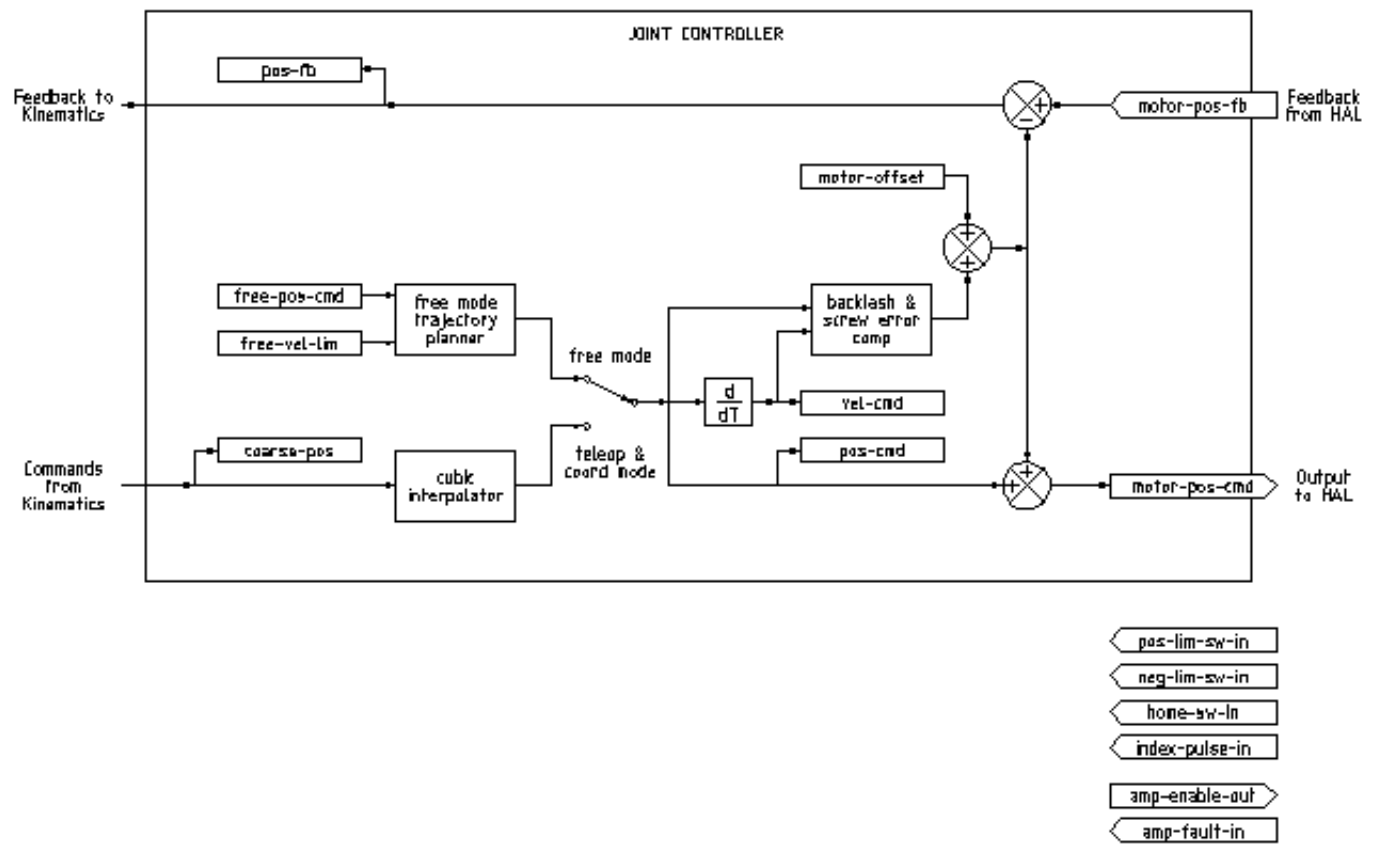 JOINT CONTROLLER
pos-fb
Feedback to
Kinematics
motor-pos-fb
Feedback
from HAL
motor-offset
+
-
+
+
free-pos-cmd
free-vel-lim
free mode
trajectory
planner
backlash &
screw error
comp
free mode
d
dT
vel-cmd
coarse-pos
teleop &
coord mode
pos-cmd
Commands
from
Kinematics
cubic
interpolator
+
+
motor-pos-cmd
Output
to HAL
pos-lim-sw-in
neg-lim-sw-in
home-sw-in
index-pulse-in
amp-enable-out
amp-fault-in